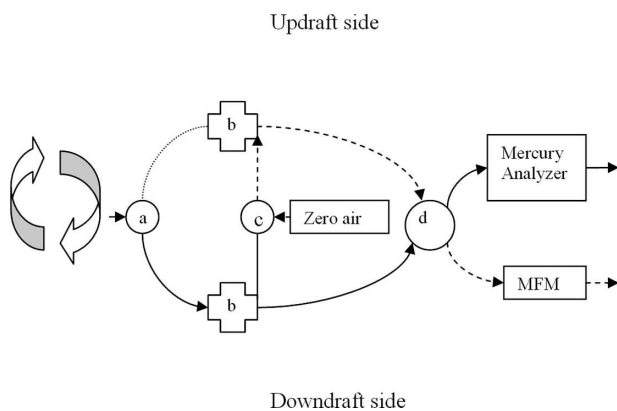 Updraft side
b
Mercury
Analyzer
a
c
Zero air
d
b
MFM
Downdraft side